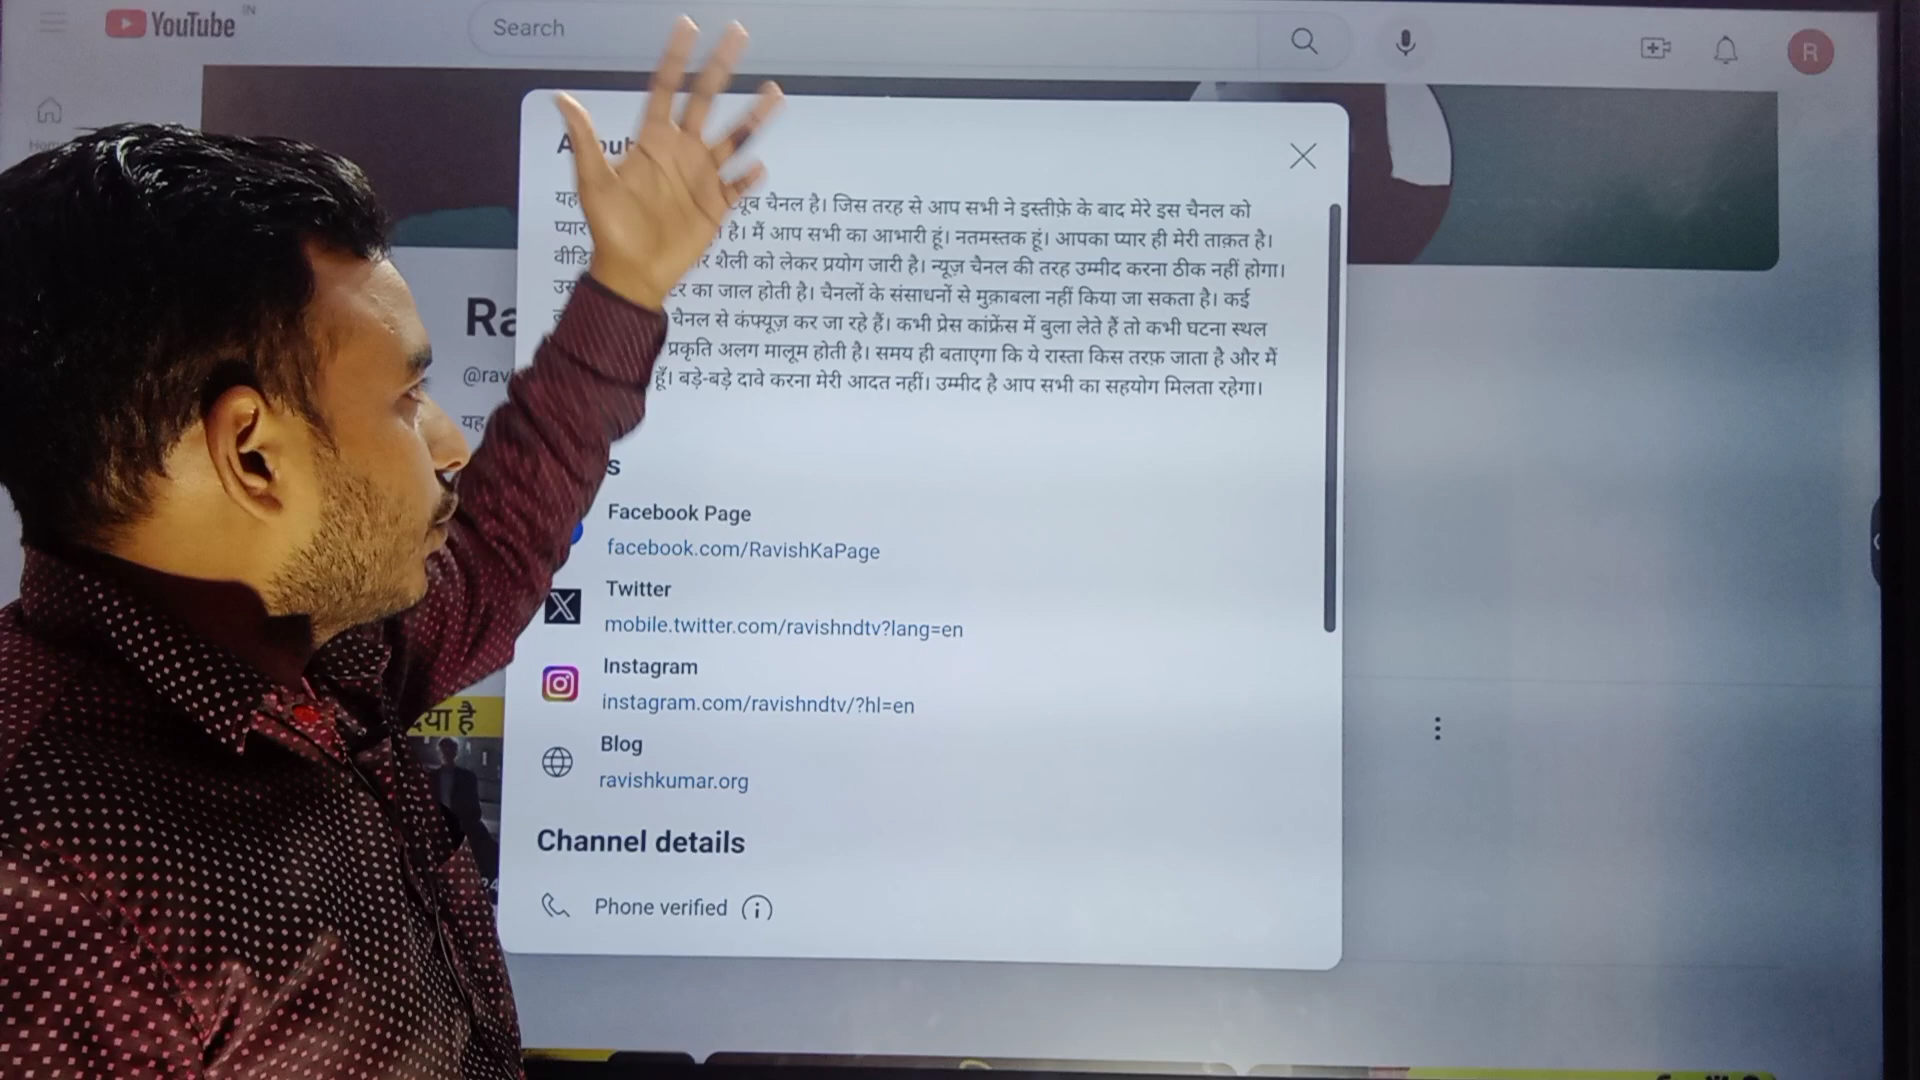 YouTube IN
Search
R
About
यह चैनल है। जिस तरह से आप सभी ने इस्तीफ़े के बाद मेरे इस चैनल को
प्यार है। मैं आप सभी का आभारी हूं। नतमस्तक हूं। आपका प्यार ही मेरी ताक़त है।
शैली को लेकर प्रयोग जारी है। न्यूज़ चैनल की तरह उम्मीद करना ठीक नहीं होगा।
का जाल होती है। चैनलों के संसाधनों से मुक़ाबला नहीं किया जा सकता है। कई
चैनल से कंफ्यूज़ कर जा रहे हैं। कभी प्रेस कांफ्रेंस में बुला लेते हैं तो कभी घटना स्थल
प्रकृति अलग मालूम होती है। समय ही बताएगा कि ये रास्ता किस तरफ़ जाता है और मैं
हूँ। बड़े-बड़े दावे करना मेरी आदत नहीं। उम्मीद है आप सभी का सहयोग मिलता रहेगा।
यह
Facebook Page
facebook.com/RavishKaPage
Twitter
mobile.twitter.com/ravishndtv?lang=en
Instagram
instagram.com/ravishndtv/?hl=en
है
Blog
ravishkumar.org
Channel details
Phone verified